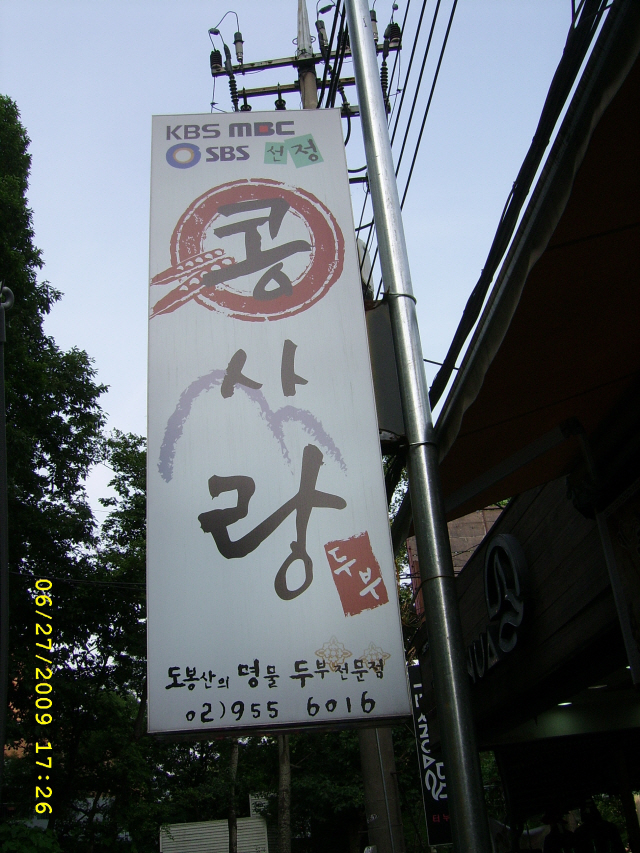 KBS MBC
SBS 선정
콩
사
랑
두부
도봉산의 명물 두부전문점
02)955 6016
06/27/2009 17:26